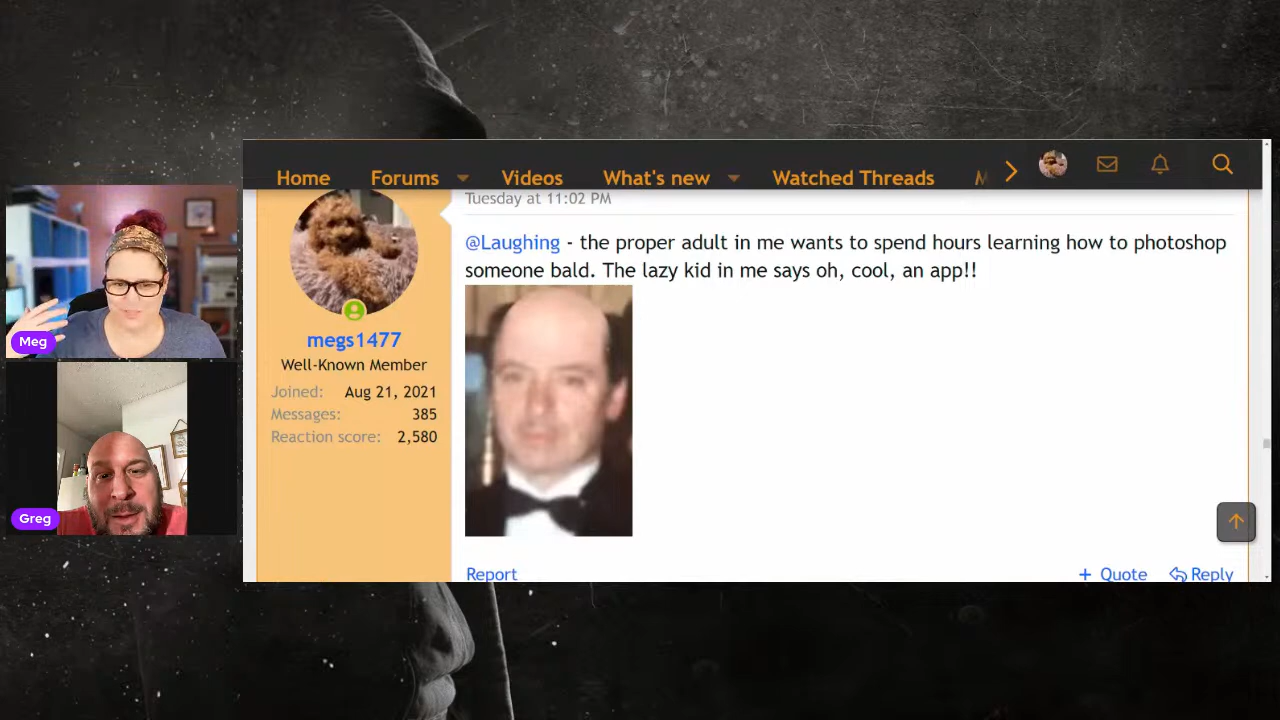 Home Forums Videos What's new Watched Threads
Tuesday at 11:02 PM
@Laughing - the proper adult in me wants to spend hours learning how to photoshop
someone bald. The lazy kid in me says oh, cool, an app!!
megs1477
Well-Known Member
Joined: Aug 21, 2021
Messages: 385
Reaction score: 2,580
Report + Quote Reply
Meg
Greg